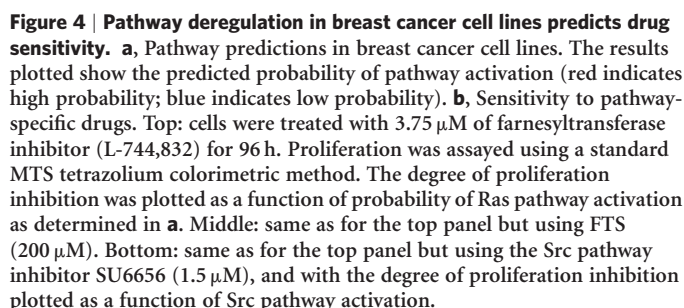 Figure 4 | Pathway deregulation in breast cancer cell lines predicts drug
sensitivity. a, Pathway predictions in breast cancer cell lines. The results
plotted show the predicted probability of pathway activation (red indicates
high probability; blue indicates low probability). b, Sensitivity to pathway-
specific drugs. Top: cells were treated with 3.75 μM of farnesyltransferase
inhibitor (L-744,832) for 96 h. Proliferation was assayed using a standard
MTS tetrazolium colorimetric method. The degree of proliferation
inhibition was plotted as a function of probability of Ras pathway activation
as determined in a. Middle: same as for the top panel but using FTS
(200 μM). Bottom: same as for the top panel but using the Src pathway
inhibitor SU6656 (1.5 μM), and with the degree of proliferation inhibition
plotted as a function of Src pathway activation.